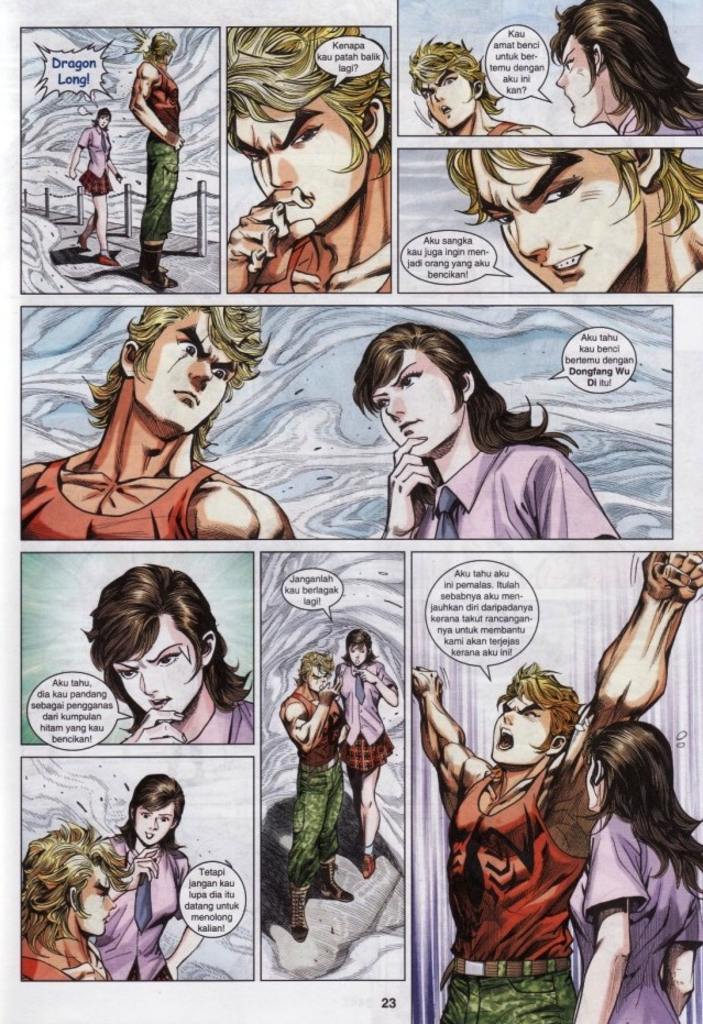 Dragon
Long!
Kenapa
kau patah balik
lagi?
Kau
amat benci
untuk ber-
temu dengan
aku ini
kan?
Aku sangka
kau juga ingin men-
jadi orang yang aku
bencikan!
Aku tahu
kau benci
bertemu dengan
Dongfang Wu
Di itu!
Aku tahu,
dia kau pandang
sebagai pengganas
dari kumpulan
hitam yang kau
bencikan!
Tetapi
jangan kau
lupa dia itu
datang untuk
menolong
kalian!
Janganlah
kau berlagak
lagi!
Aku tahu aku
ini pemalas. Itulah
sebabnya aku men-
jauhkan diri daripadanya
kerana takut rancangan-
nya untuk membantu
kami akan terjejas
kerana aku ini!
23